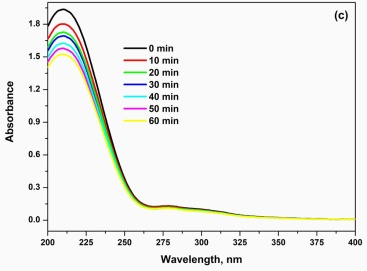 (c)
1.8
1.5
1.2
0.9
0.6
0.3
0.0
Absorbance
0 min
10 min
20 min
30 min
40 min
50 min
60 min
200 225 250 275 300 325 350 375 400
Wavelength, nm